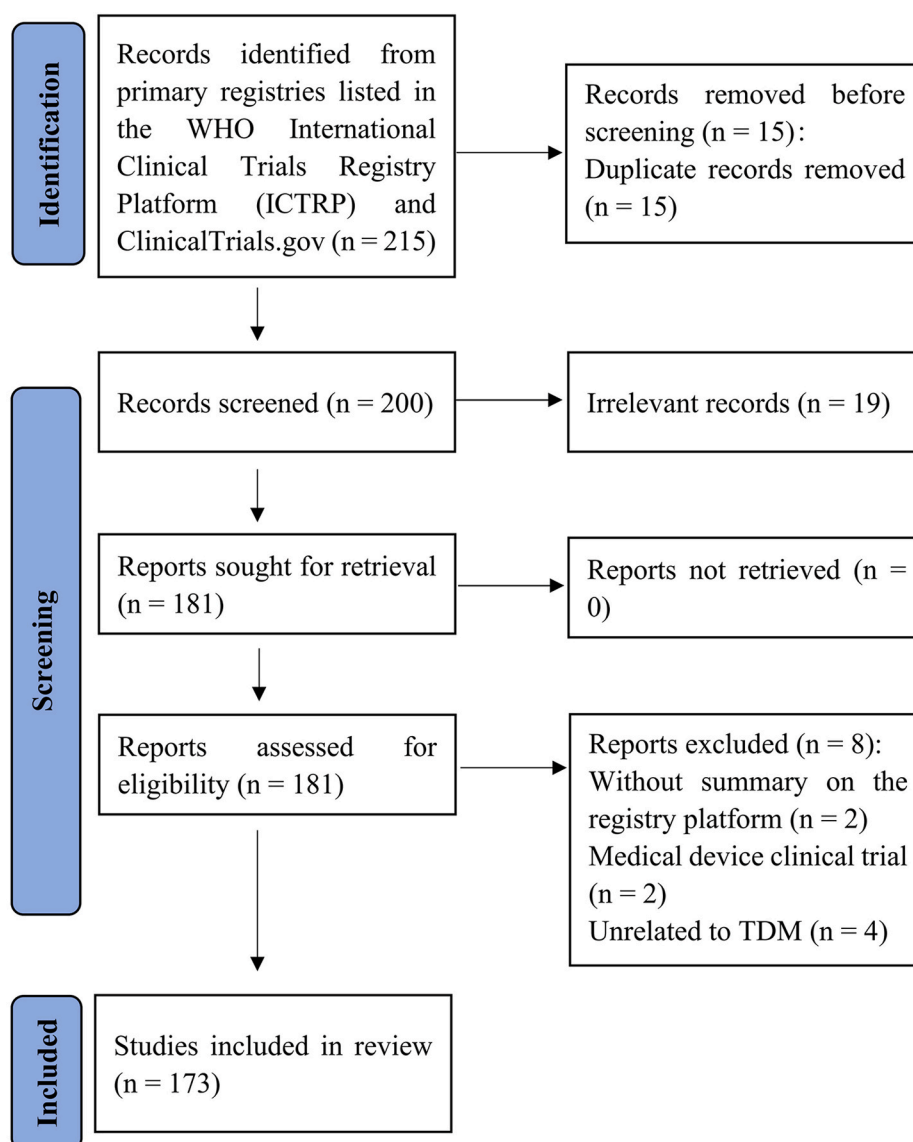 Identification
Records identified from
primary registries listed in
the WHO International
Clinical Trials Registry
Platform (ICTRP) and
ClinicalTrials.gov (n = 215)
Records removed before
screening (n = 15):
Duplicate records removed
(n = 15)
Screening
Records screened (n = 200)
Irrelevant records (n = 19)
Reports sought for retrieval
(n = 181)
Reports not retrieved (n =
0)
Reports assessed for
eligibility (n = 181)
Reports excluded (n = 8):
Without summary on the
registry platform (n = 2)
Medical device clinical trial
(n = 2)
Unrelated to TDM (n = 4)
Included
Studies included in review
(n = 173)